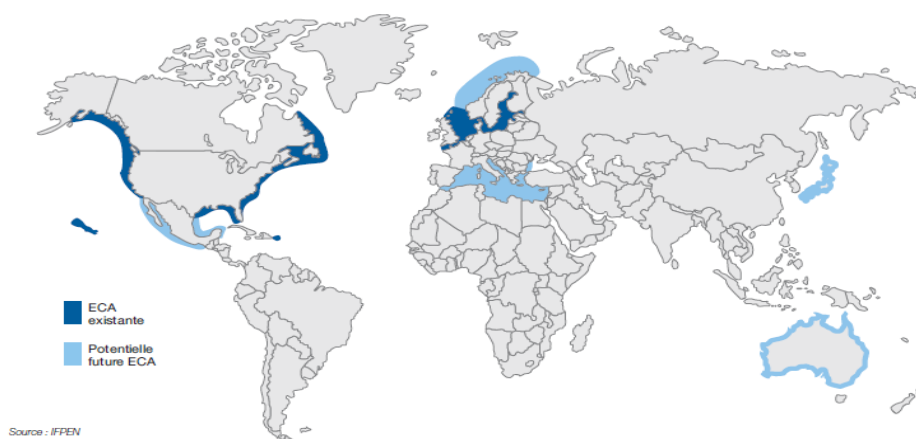 ECA
existante
Potentielle
future ECA
Source : IFPEN